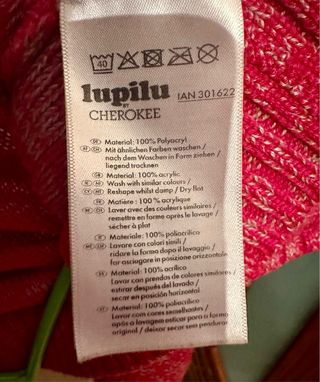 40
lupilu
BY
CHEROKEE
IAN 301622
Material: 100% Polyacryl
Mit ähnlichen Farben waschen /
nach dem Waschen in Form ziehen /
liegend trocknen
Material: 100% acrylic
Wash with similar colours /
Reshape whilst damp / Dry flat
Matière : 100% acrylique
Laver avec des couleurs similaires /
remettre en forme après le lavage /
sécher à plat
Materiale: 100% poliacrilico
Lavare con colori simili /
ridare la forma dopo il lavaggio /
far asciugare in posizione orizzontale
Material: 100% acrílico
Lavar con prendas de colores similares /
estirar después del lavado /
secar en posición horizontal
Material: 100% poliacrílico
Lavar com cores semelhantes /
após a lavagem esticar para a forma
original / deixar secar sem pendurar